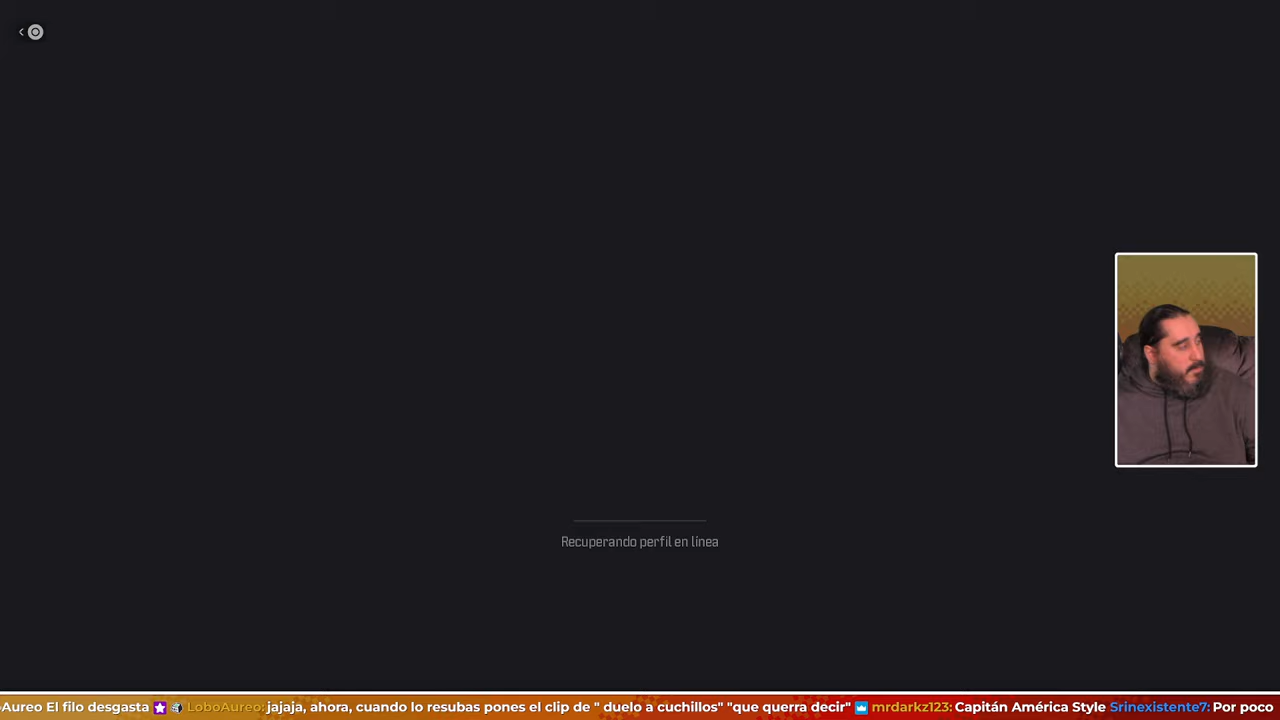 Recuperando perfil en línea
Aureo El filo desgasta LoboAureo: jajaja, ahora, cuando lo resubas pones el clip de " duelo a cuchillos" "que querra decir" mrdarkz123: Capitán América Style Srinexistente7: Por poco